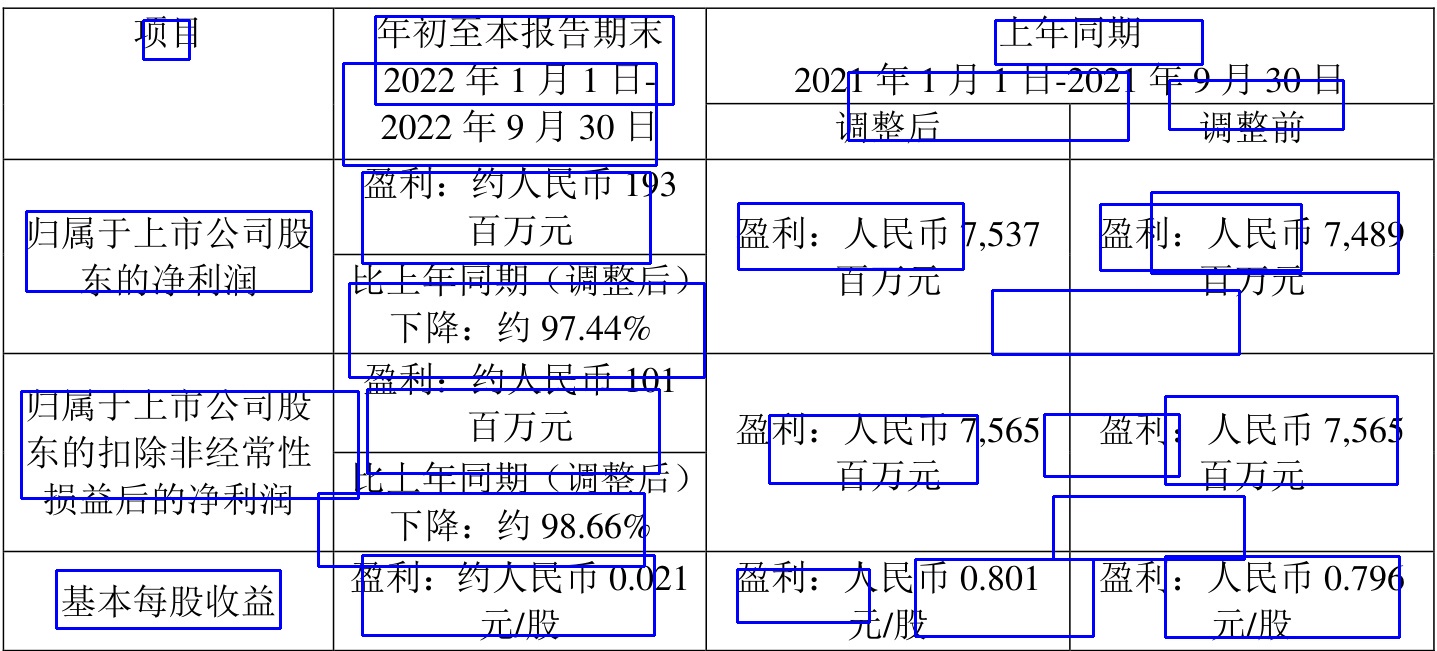 项目
年初至本报告期末
2022 年 1 月 1 日-
2022 年 9 月 30 日
上年同期
2021 年 1 月 1 日-2021 年 9 月 30 日
调整后
调整前
归属于上市公司股
东的净利润
盈利：约人民币 193
百万元
比上年同期（调整后）
下降：约 97.44%
盈利：人民币 7,537
百万元
盈利：人民币 7,489
百万元
归属于上市公司股
东的扣除非经常性
损益后的净利润
盈利：约人民币 101
百万元
比上年同期（调整后）
下降：约 98.66%
盈利：人民币 7,565
百万元
盈利：人民币 7,565
百万元
基本每股收益
盈利：约人民币 0.021
元/股
盈利：人民币 0.801
元/股
盈利：人民币 0.796
元/股